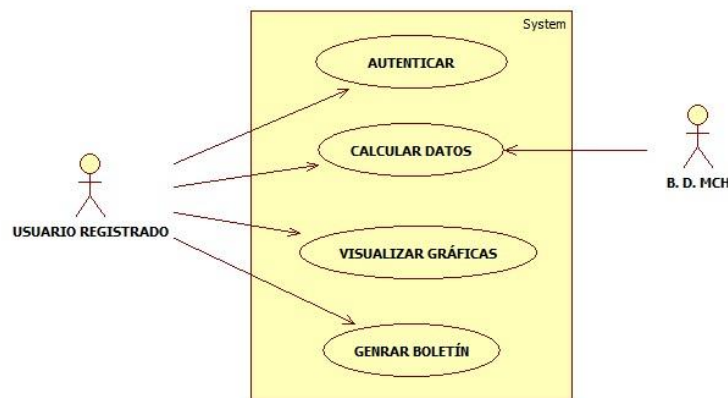 System
AUTENTICAR
CALCULAR DATOS
B. D. MCH
USUARIO REGISTRADO
VISUALIZAR GRÁFICAS
GENRAR BOLETÍN